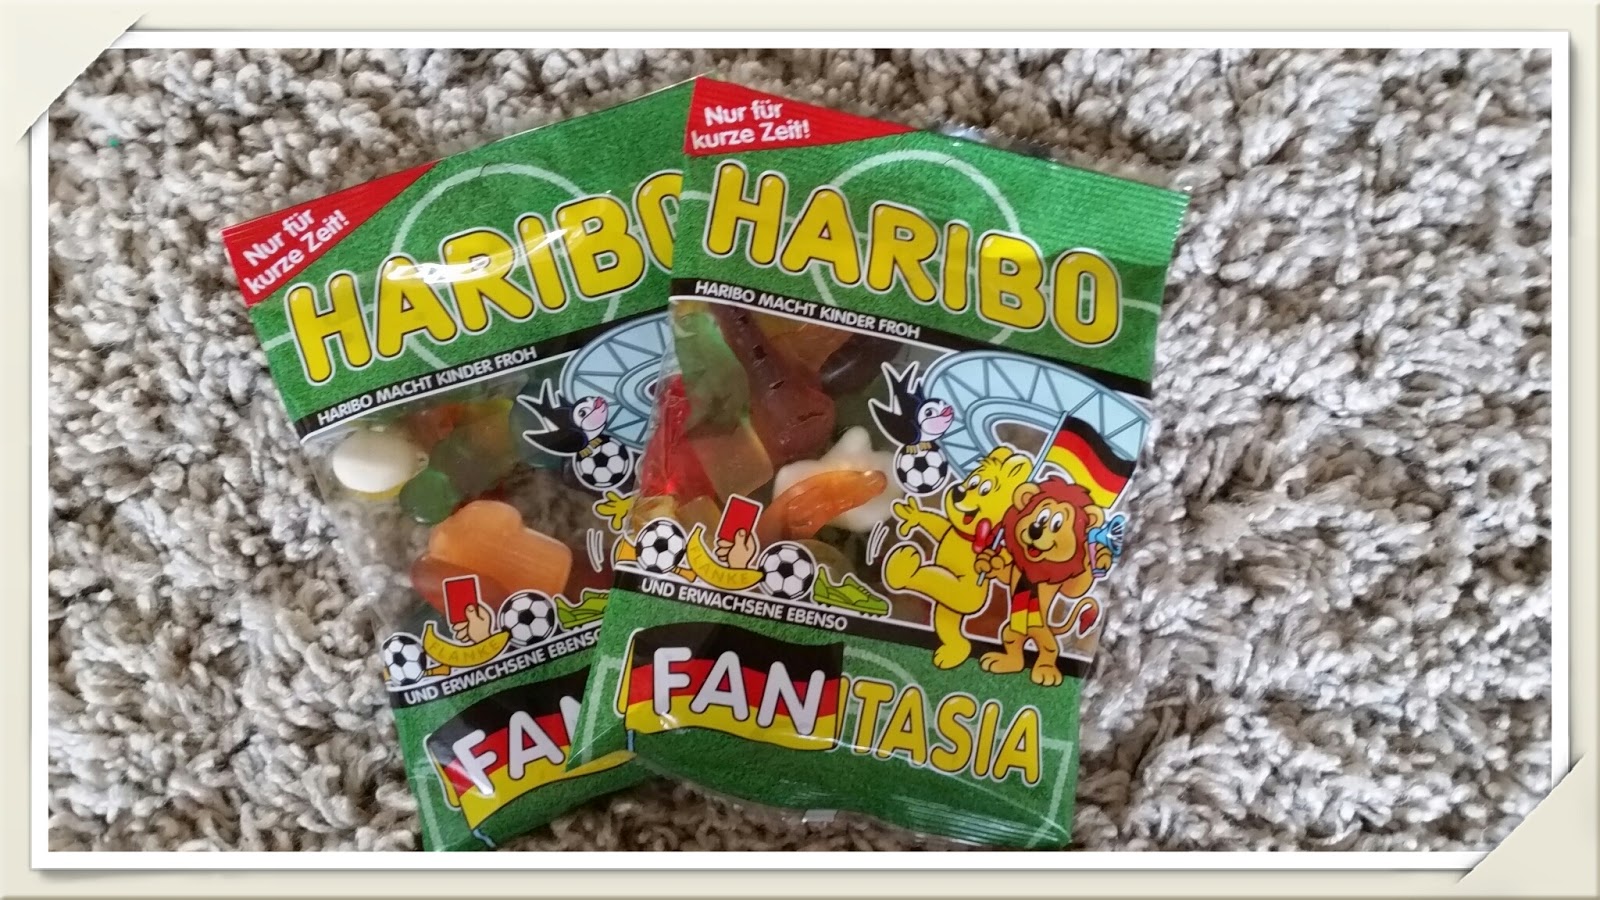 Nur für
kurze Zeit!
HARIBO
HARIBO MACHT KINDER FROH
FLANKE
UND ERWACHSENE EBENSO
FAN
Nur für
kurze Zeit!
HARIBO
HARIBO MACHT KINDER FROH
FLANKE
UND ERWACHSENE EBENSO
FANTASIA